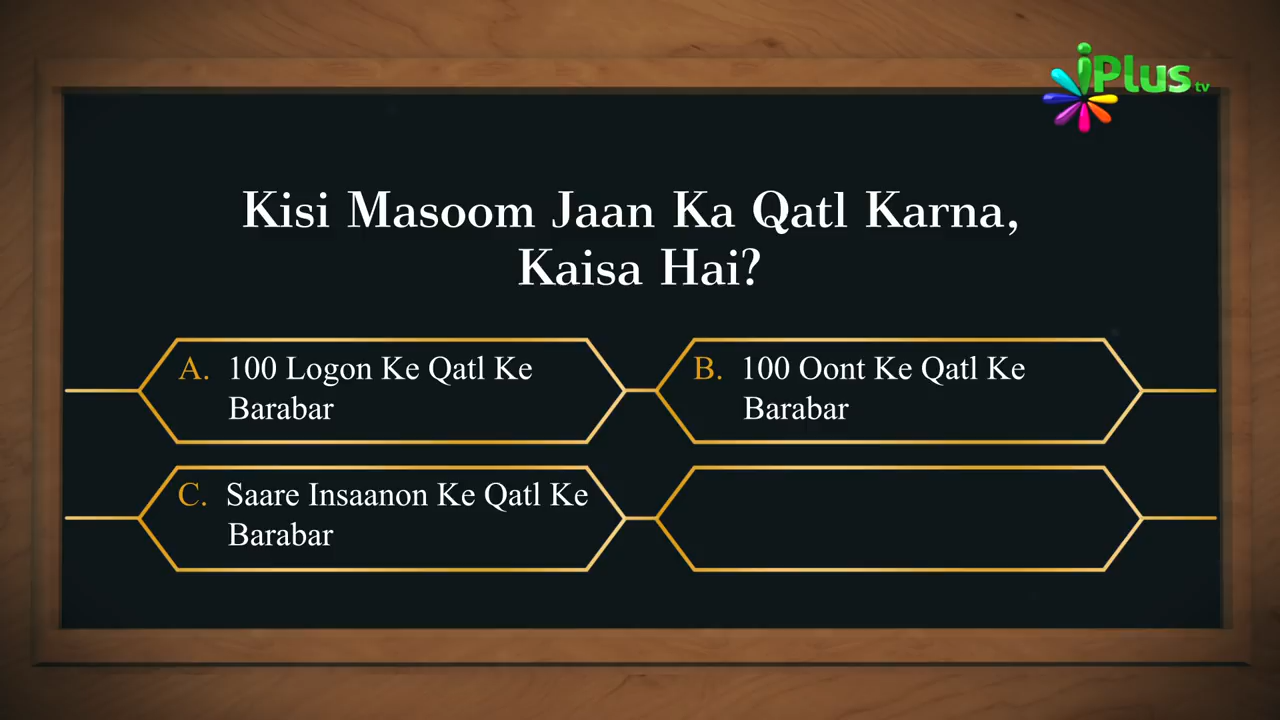 iPlus tv
Kisi Masoom Jaan Ka Qatl Karna,
Kaisa Hai?
A. 100 Logon Ke Qatl Ke
Barabar
B. 100 Oont Ke Qatl Ke
Barabar
C. Saare Insaanon Ke Qatl Ke
Barabar